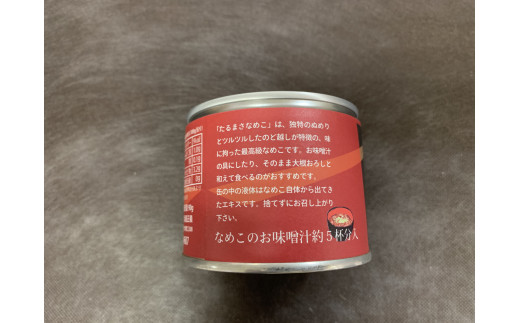 「たるまさなめこ」は、独特のぬめり
とツルツルしたのど越しが特徴の、味
に拘った最高級なめこです。お味噌汁
の具にしたり、そのまま大根おろしと
和えて食べるのがおすすめです。
缶の中の液体はなめこ自体から出てき
たエキスです。捨てずにお召し上がり
下さい。
なめこのお味噌汁約5杯分入